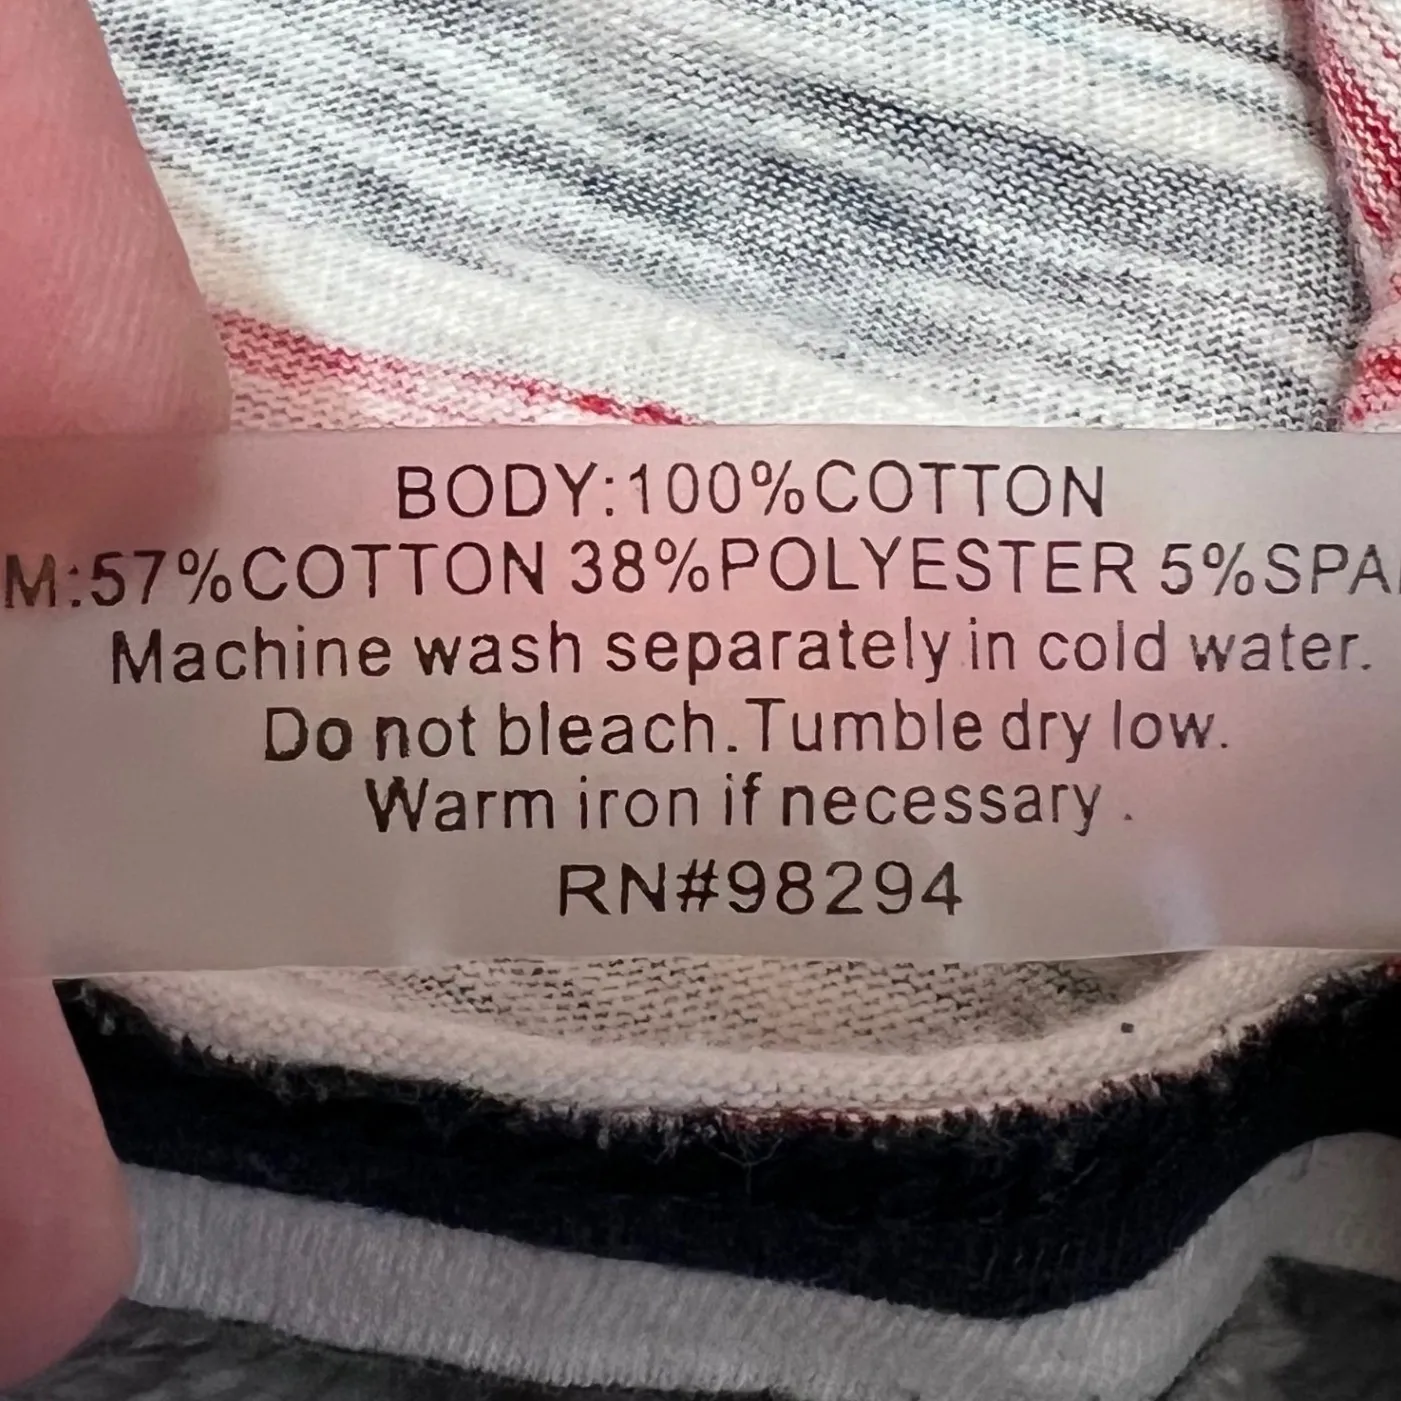 BODY:100%COTTON
M:57%COTTON 38%POLYESTER 5%SPA
Machine wash separately in cold water.
Do not bleach.Tumble dry low.
Warm iron if necessary .
RN#98294